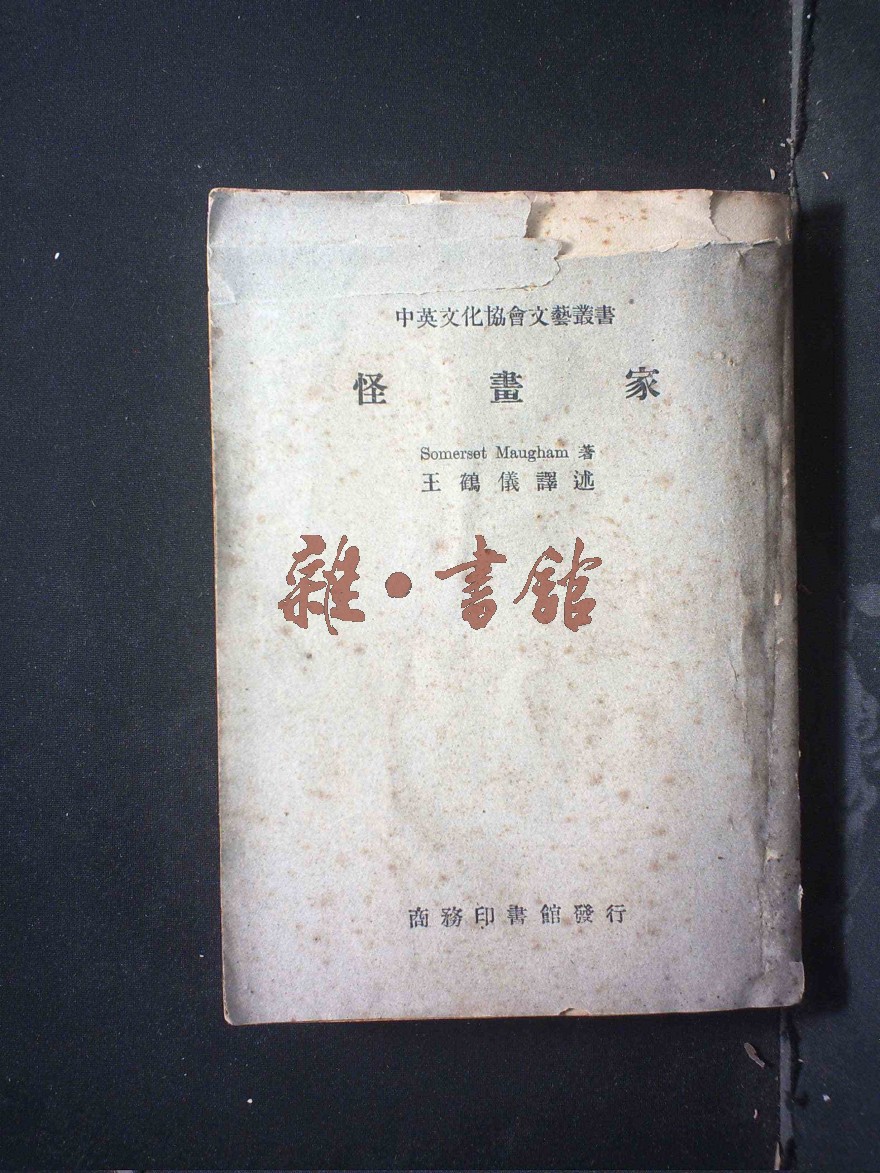 中英文化協會文藝叢書
怪畫家
Somerset Maugham 著
王鶴儀譯述
雜·書館
商務印書館發行